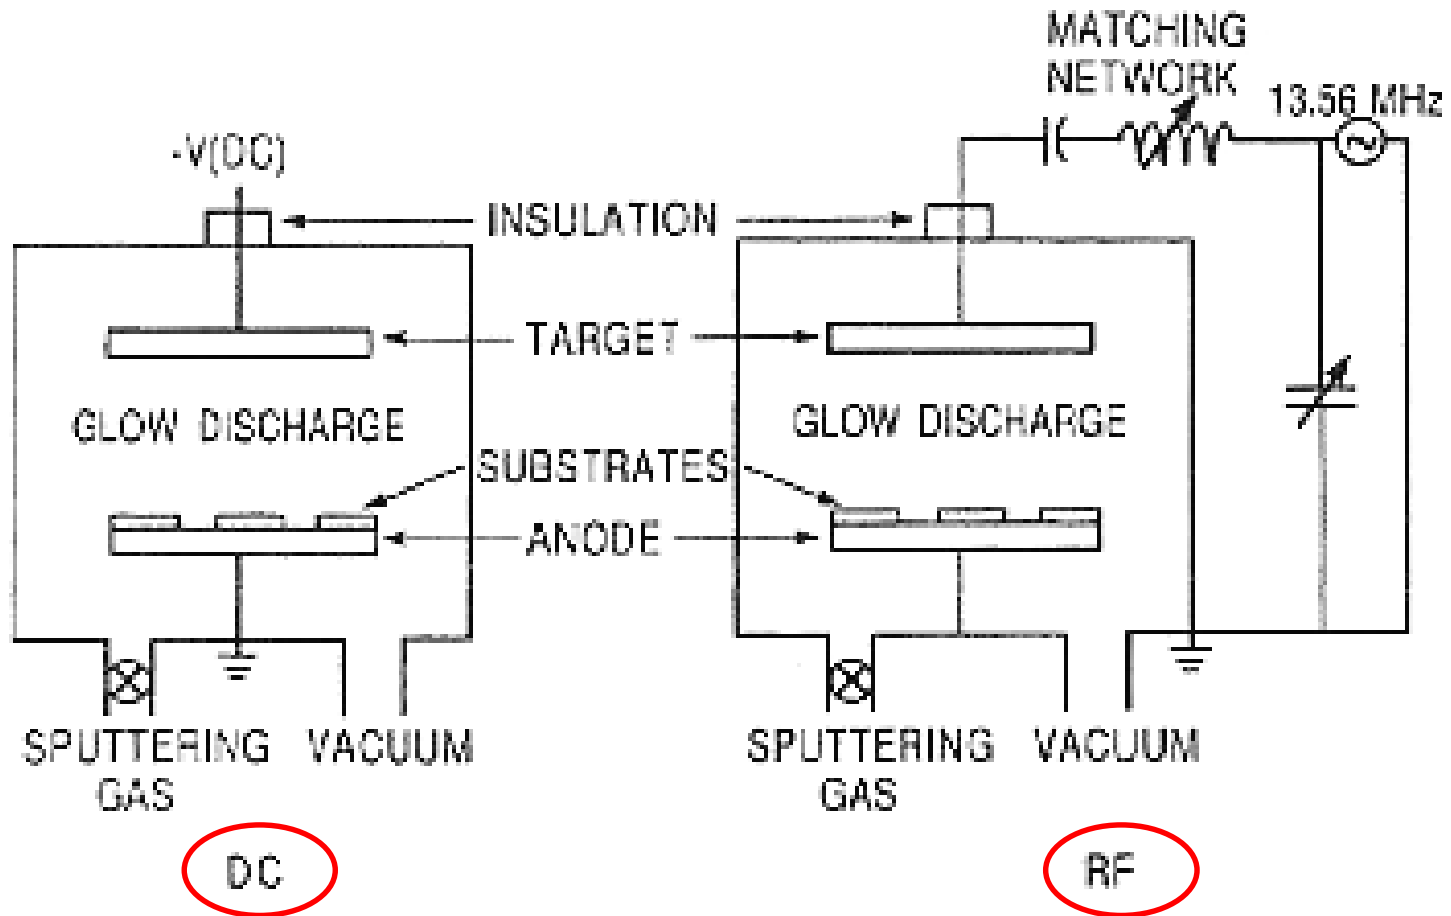 MATCHING
NETWORK
13.56 MHz
-V(DC)
INSULATION
TARGET
GLOW DISCHARGE
GLOW DISCHARGE
SUBSTRATES
ANODE
SPUTTERING
GAS
VACUUM
SPUTTERING
GAS
VACUUM
DC
RF